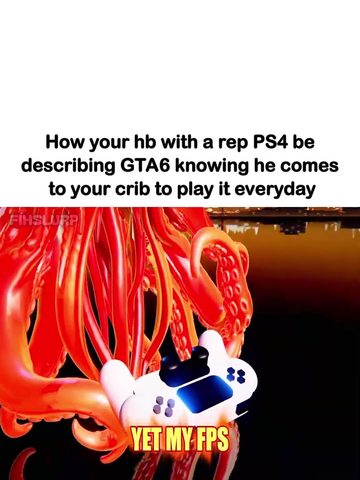 How your hb with a rep PS4 be
describing GTA6 knowing he comes
to your crib to play it everyday
FIHSLURP
YET MY FPS